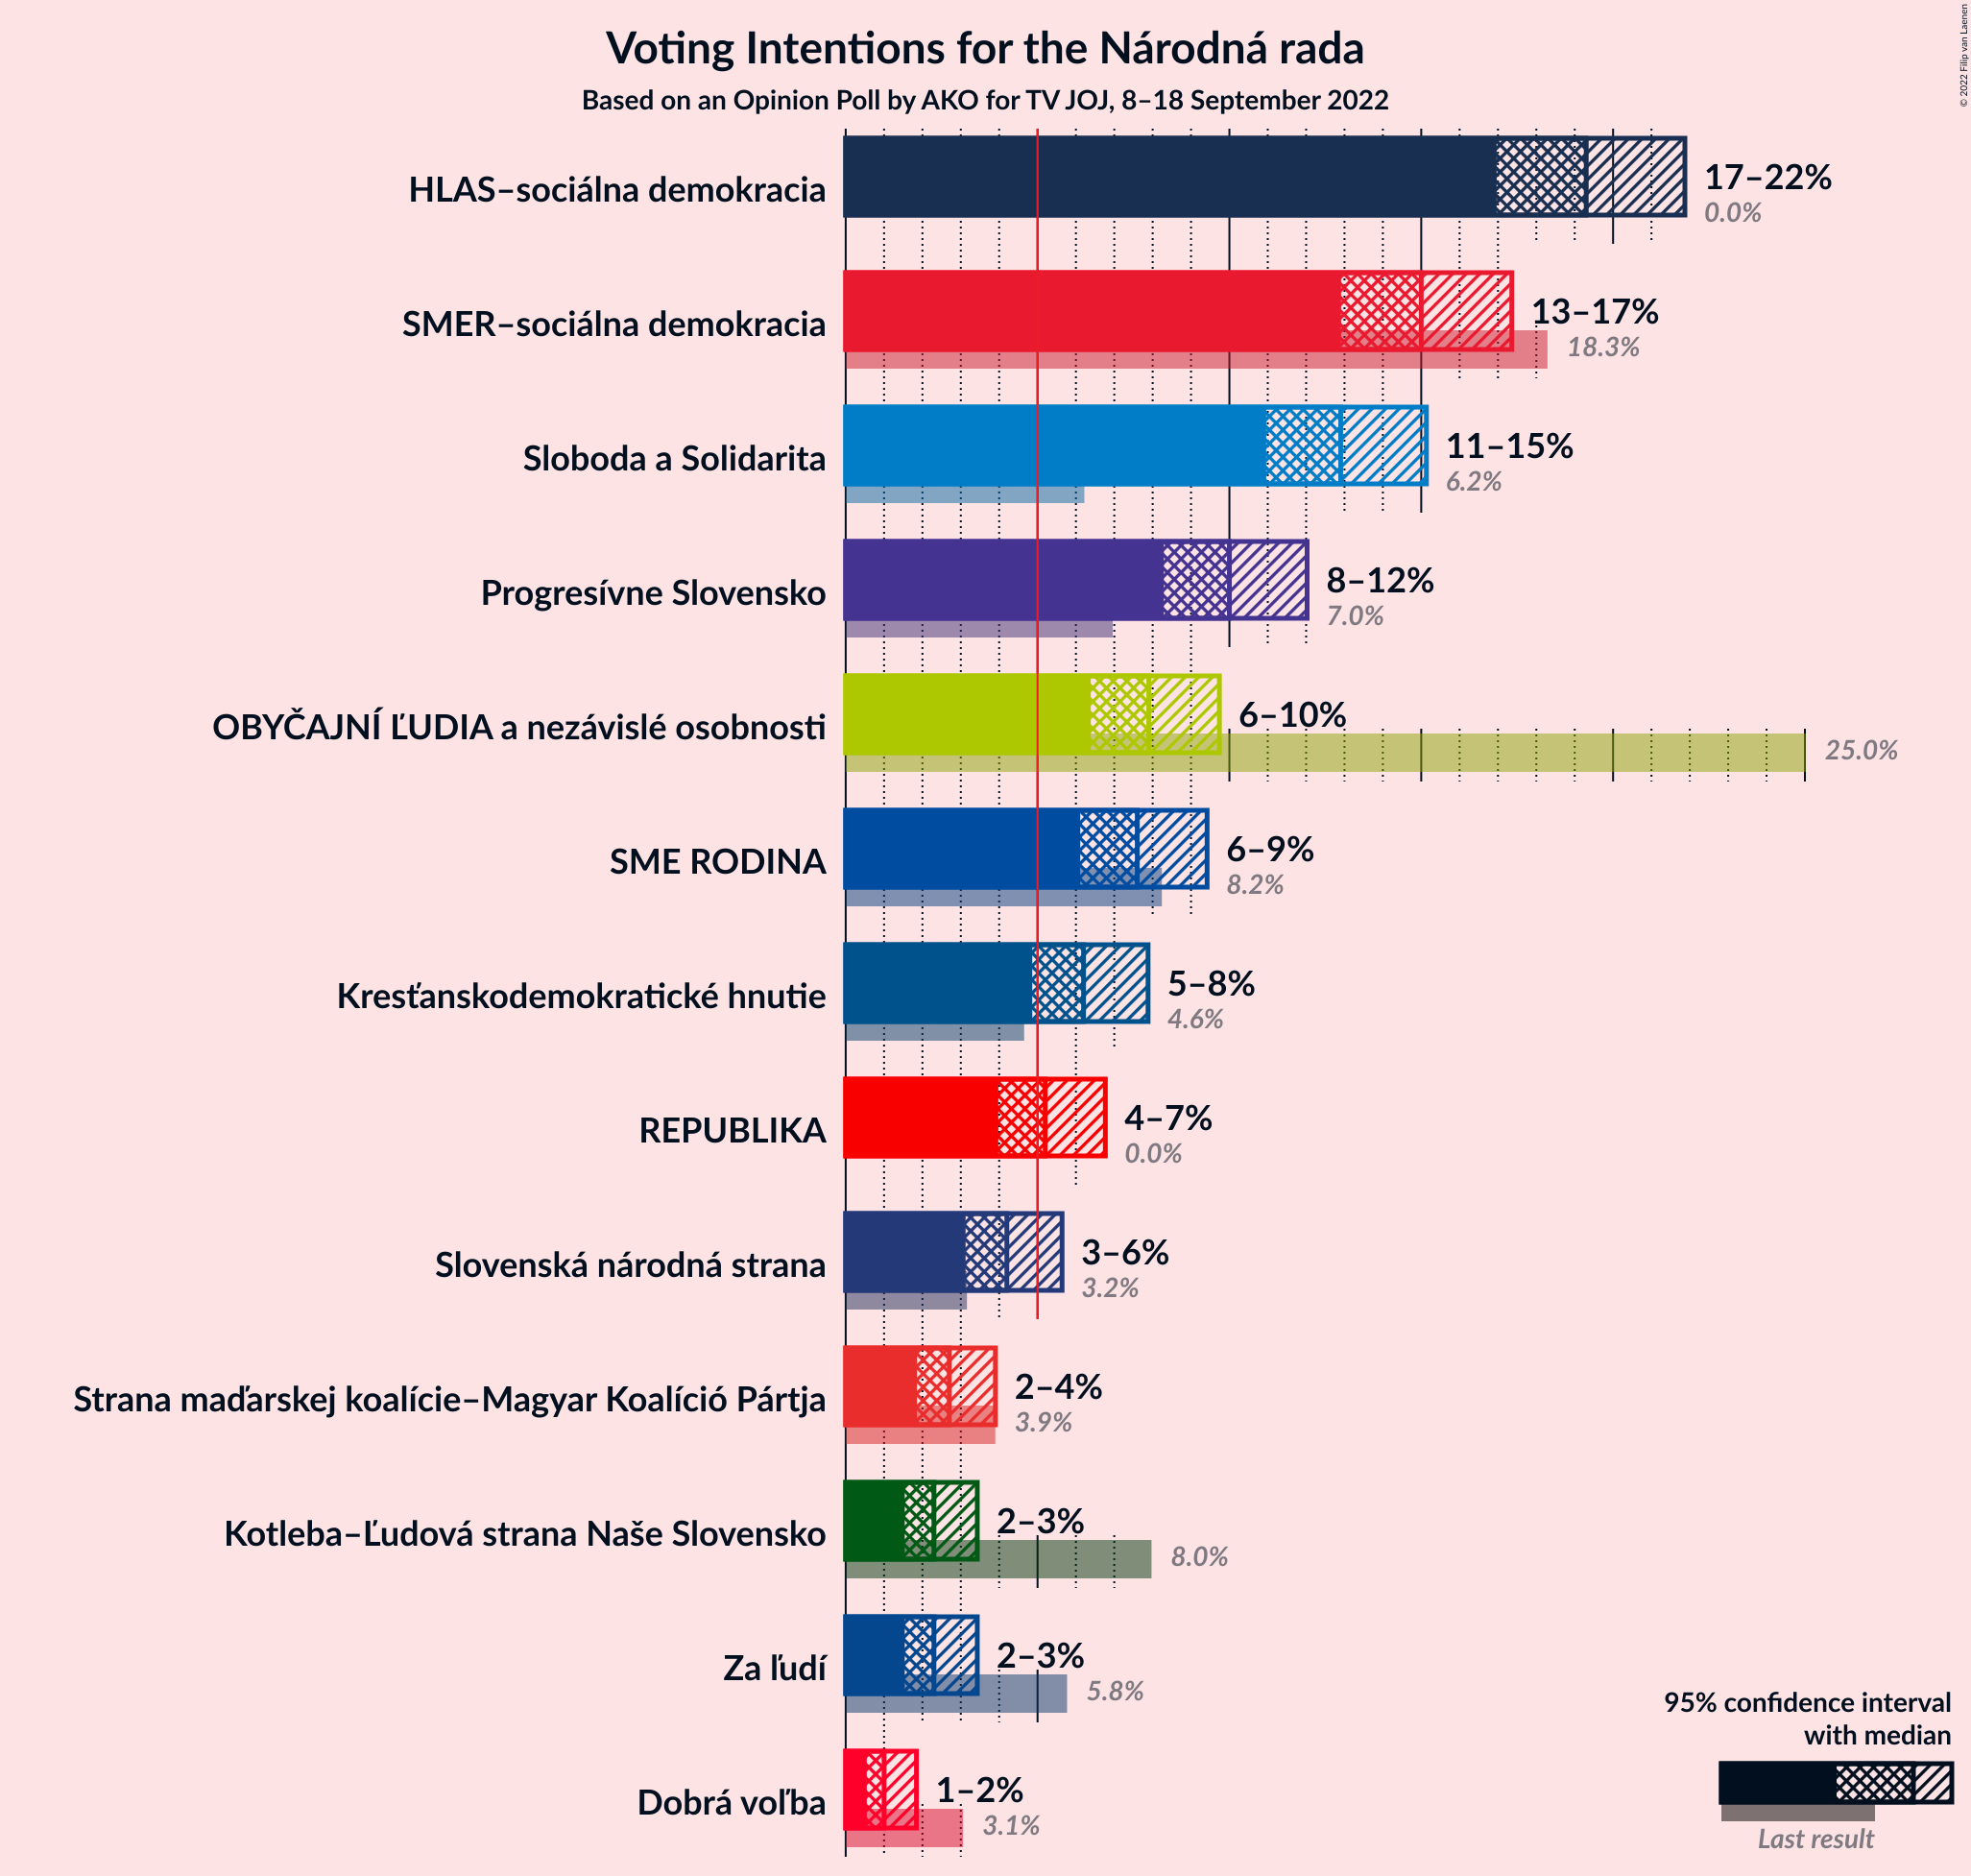 © 2022 Filip van Laenen
Voting Intentions for the Národná rada
Based on an Opinion Poll by AKO for TV JOJ, 8–18 September 2022
HLAS–sociálna demokracia
17–22%
0.0%
SMER–sociálna demokracia
13–17%
18.3%
Sloboda a Solidarita
11–15%
6.2%
Progresívne Slovensko
8–12%
7.0%
OBYČAJNÍ ĽUDIA a nezávislé osobnosti
6–10%
25.0%
SME RODINA
6–9%
8.2%
Kresťanskodemokratické hnutie
5–8%
4.6%
REPUBLIKA
4–7%
0.0%
Slovenská národná strana
3–6%
3.2%
Strana maďarskej koalície–Magyar Koalíció Pártja
2–4%
3.9%
Kotleba–Ľudová strana Naše Slovensko
2–3%
8.0%
Za ľudí
2–3%
5.8%
Dobrá voľba
1–2%
3.1%
95% confidence interval
with median
Last result